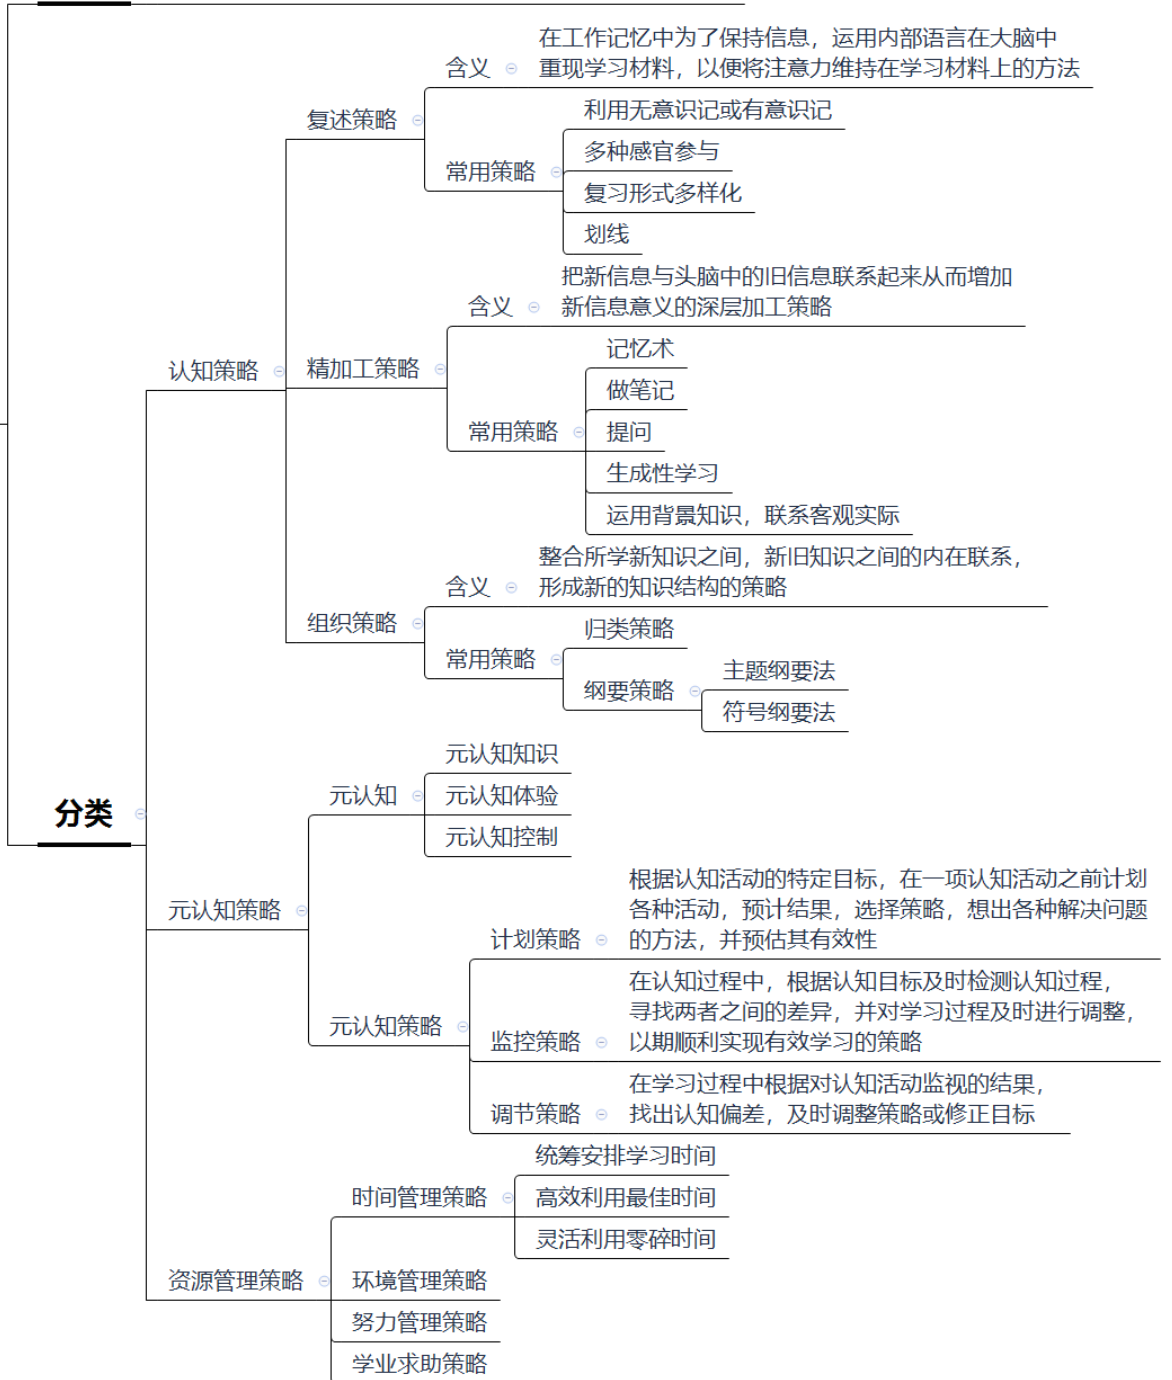 分类
认知策略
复述策略
含义
在工作记忆中为了保持信息，运用内部语言在大脑中
重现学习材料，以便将注意力维持在学习材料上的方法
常用策略
利用无意识记或有意识记
多种感官参与
复习形式多样化
划线
精加工策略
含义
把新信息与头脑中的旧信息联系起来从而增加
新信息意义的深层加工策略
常用策略
记忆术
做笔记
提问
生成性学习
运用背景知识，联系客观实际
组织策略
含义
整合所学新知识之间，新旧知识之间的内在联系，
形成新的知识结构的策略
常用策略
归类策略
纲要策略
主题纲要法
符号纲要法
元认知策略
元认知
元认知知识
元认知体验
元认知控制
元认知策略
计划策略
根据认知活动的特定目标，在一项认知活动之前计划
各种活动，预计结果，选择策略，想出各种解决问题
的方法，并预估其有效性
监控策略
在认知过程中，根据认知目标及时检测认知过程，
寻找两者之间的差异，并对学习过程及时进行调整，
以期顺利实现有效学习的策略
调节策略
在学习过程中根据对认知活动监视的结果，
找出认知偏差，及时调整策略或修正目标
资源管理策略
时间管理策略
统筹安排学习时间
高效利用最佳时间
灵活利用零碎时间
环境管理策略
努力管理策略
学业求助策略